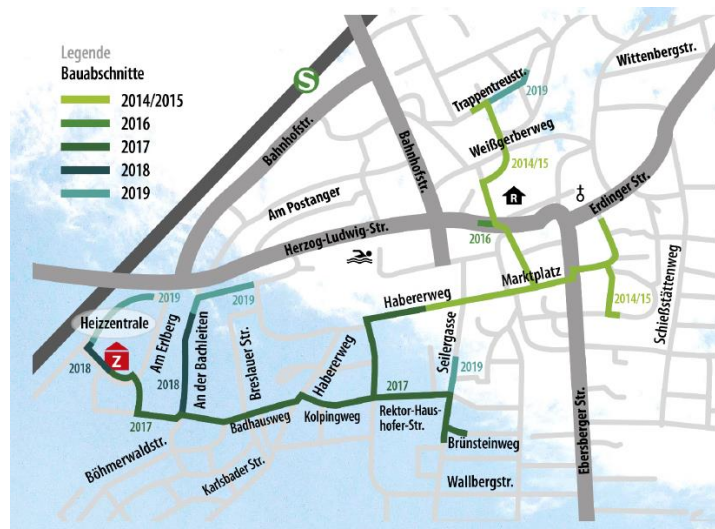 Legende
Bauabschnitte
2014/2015
2016
2017
2018
2019
S
Wittenbergstr.
Trappentreustr.
2019
Bahnhofstr.
Bahnhofstr.
Weißgerberweg
2014/15
Am Postanger
R
Erdinger Str.
Herzog-Ludwig-Str.
2016
Marktplatz
Schießstättenweg
2019
2019
2014/15
Habererweg
Heizzentrale
Am Erlberg
An der Bachleiten
Breslauer Str.
Habererweg
Seilergasse
Z
2018
2018
2019
2017
2017
Badhausweg
Kolpingweg
Rektor-Haus-
hofer-Str.
Ebersberger Str.
Böhmerwaldstr.
Karlsbader Str.
Brünsteinweg
Wallbergstr.